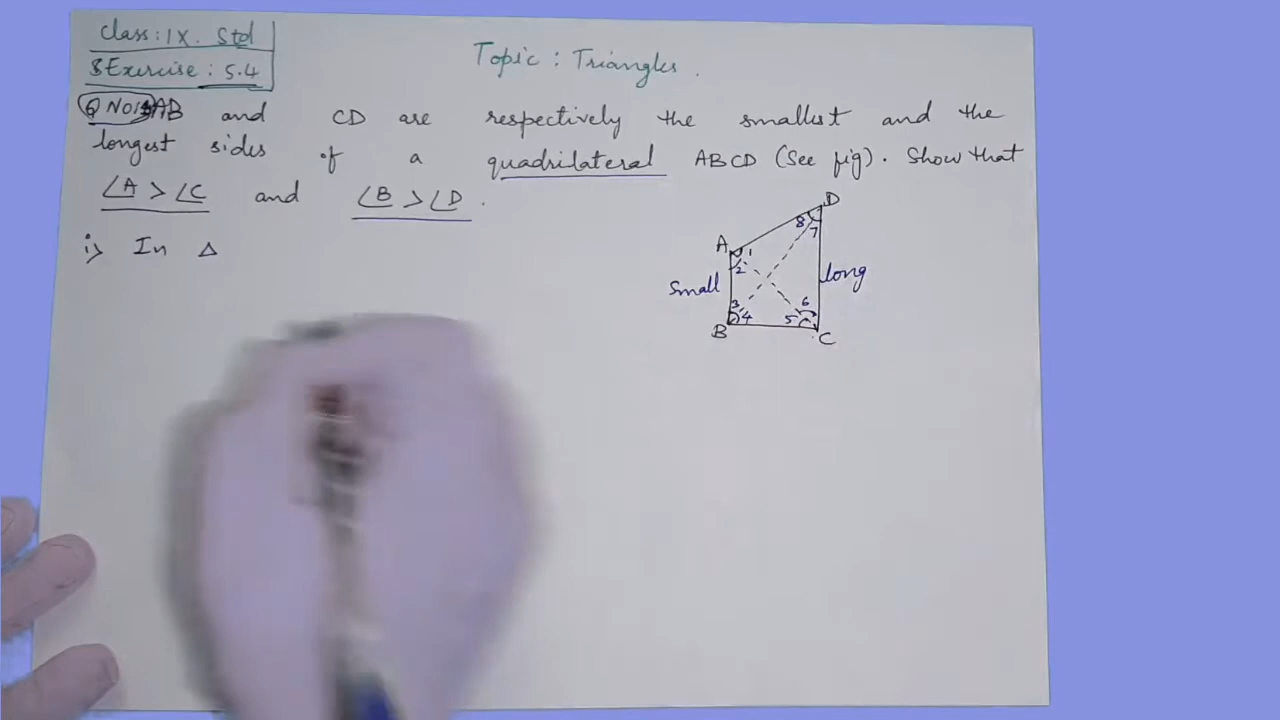 Class: IX. Std
Exercise: 5.4
Topic: Triangles.
AB and CD are respectively the smallest and the
longest sides of a quadrilateral ABCD (See fig). Show that
∠A > ∠C and ∠B > ∠D.
i) In Δ
D
8
7
A
1
2
small
long
3
6
4
5
B
C